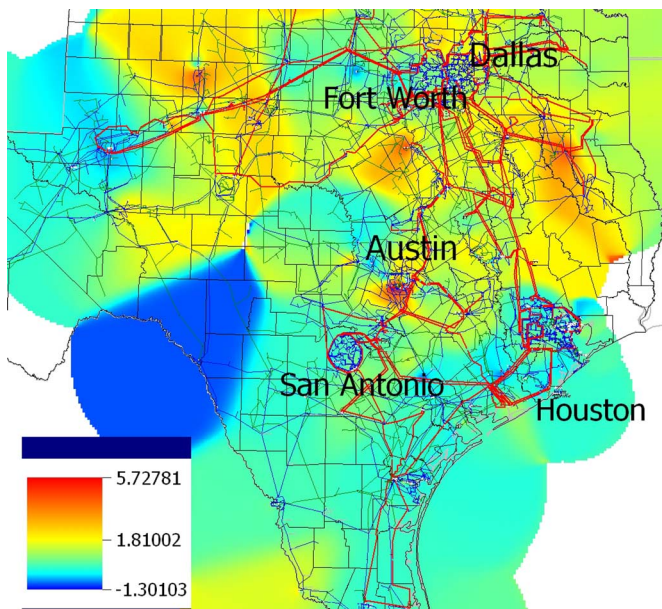 Dallas
Fort Worth
Austin
San Antonio
Houston
5.72781
1.81002
-1.30103